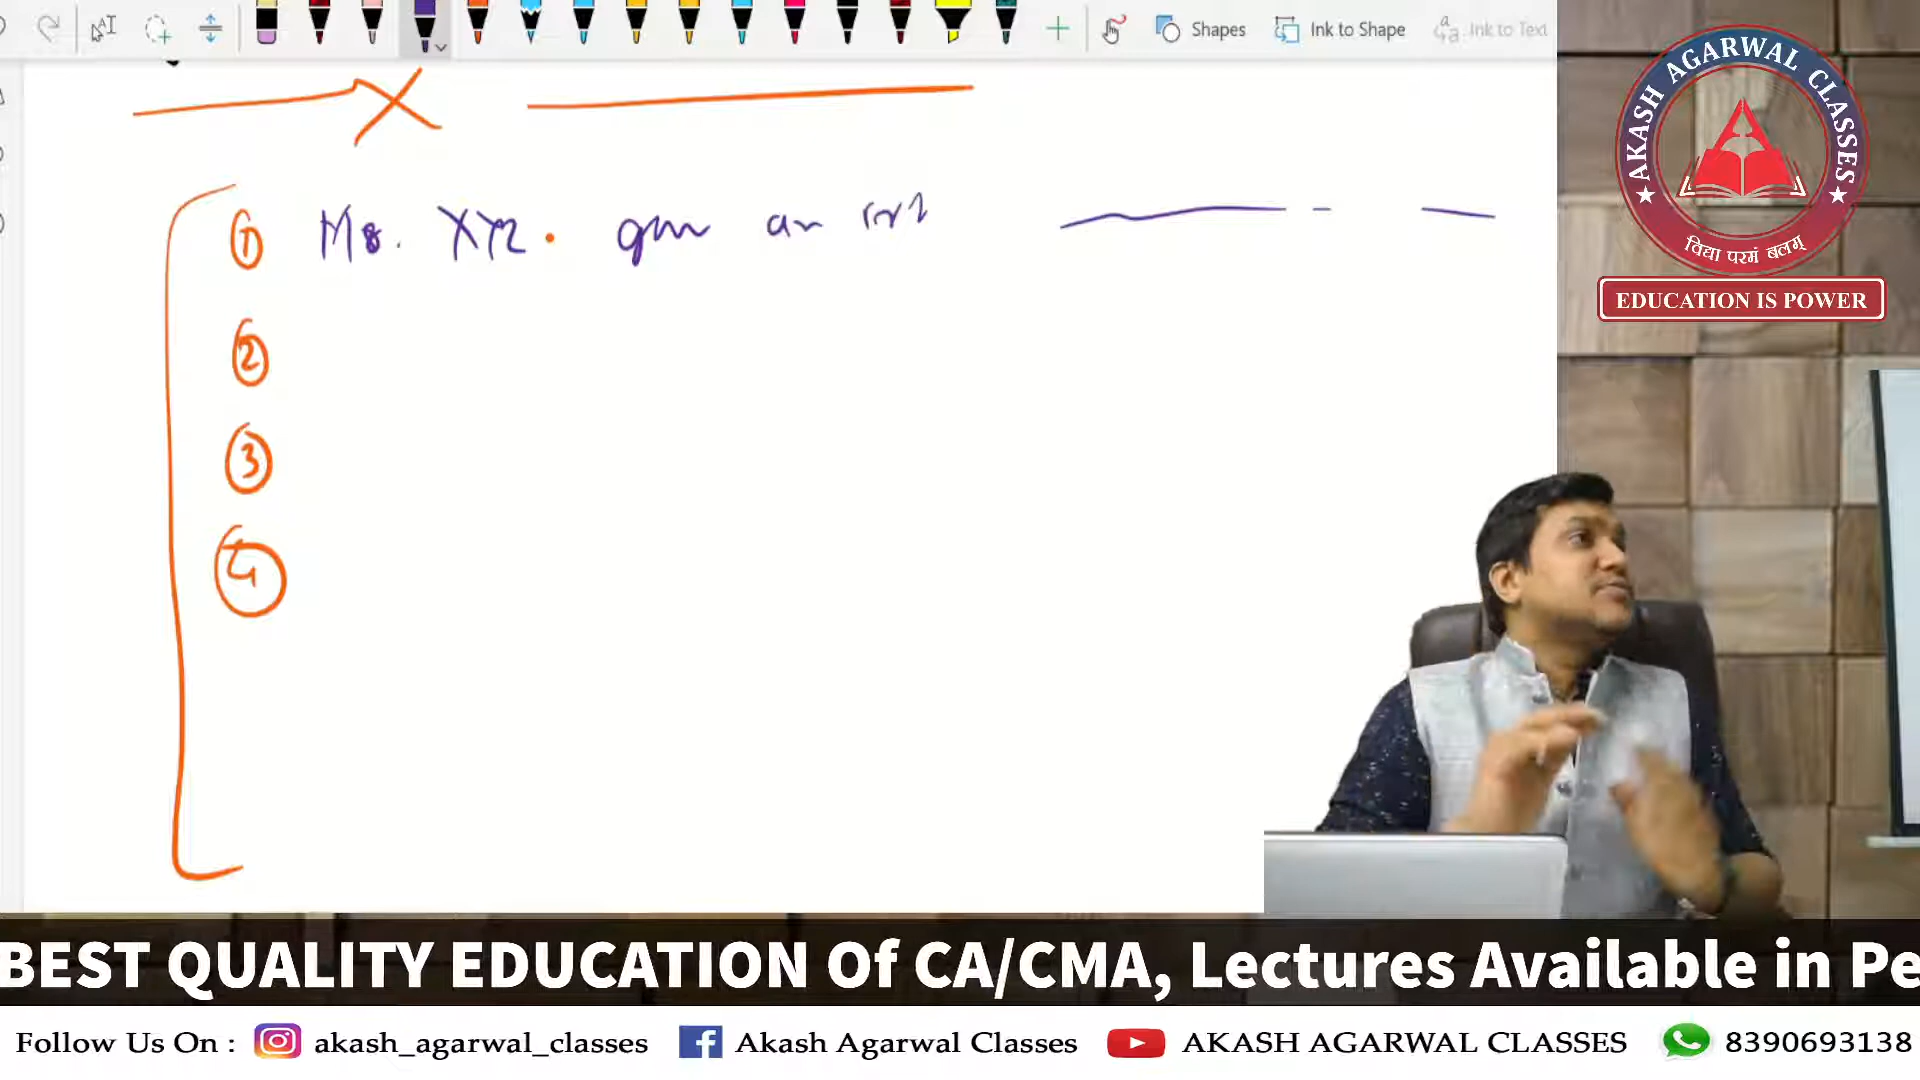 Shapes
Ink to Shape
Ink to Text
AKASH AGARWAL CLASSES
विद्या परमं बलम्
EDUCATION IS POWER
① XYZ. an
②
③
④
BEST QUALITY EDUCATION Of CA/CMA, Lectures Available in Pe
Follow Us On : akash_agarwal_classes Akash Agarwal Classes AKASH AGARWAL CLASSES 8390693138